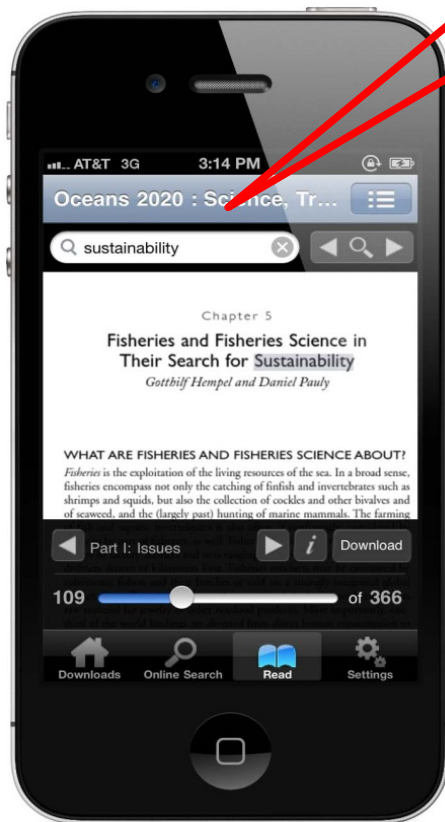 AT&T 3G 3:14 PM
Oceans 2020 : Science, Tr...
sustainability
Chapter 5
Fisheries and Fisheries Science in
Their Search for Sustainability
Gotthilf Hempel and Daniel Pauly
WHAT ARE FISHERIES AND FISHERIES SCIENCE ABOUT?
Fisheries is the exploitation of the living resources of the sea. In a broad sense,
fisheries encompass not only the catching of finfish and invertebrates such as
shrimps and squids, but also the collection of cockles and other bivalves and
of seaweed, and the (largely past) hunting of marine mammals. The farming
Part I: Issues i Download
109 of 366
Downloads Online Search Read Settings